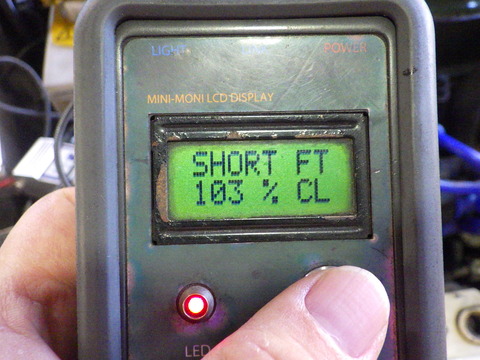 LIGHT POWER
MINI-MONI LCD DISPLAY
SHORT FT
103 % CL
LED